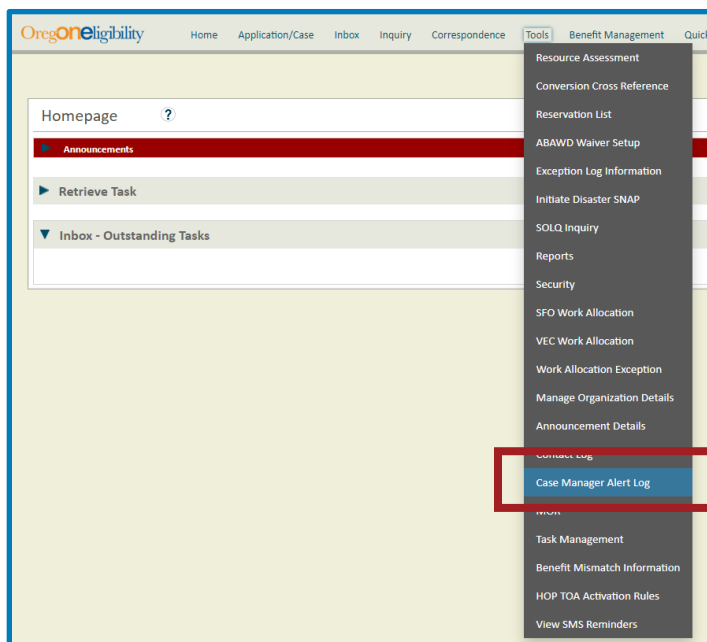 OregONeligibility
Home Application/Case Inbox Inquiry Correspondence Tools Benefit Management Quick
Homepage ?
Announcements
Retrieve Task
Inbox - Outstanding Tasks
Resource Assessment
Conversion Cross Reference
Reservation List
ABAWD Waiver Setup
Exception Log Information
Initiate Disaster SNAP
SOLQ Inquiry
Reports
Security
SFO Work Allocation
VEC Work Allocation
Work Allocation Exception
Manage Organization Details
Announcement Details
Contact Log
Case Manager Alert Log
Task Management
Benefit Mismatch Information
HOP TOA Activation Rules
View SMS Reminders